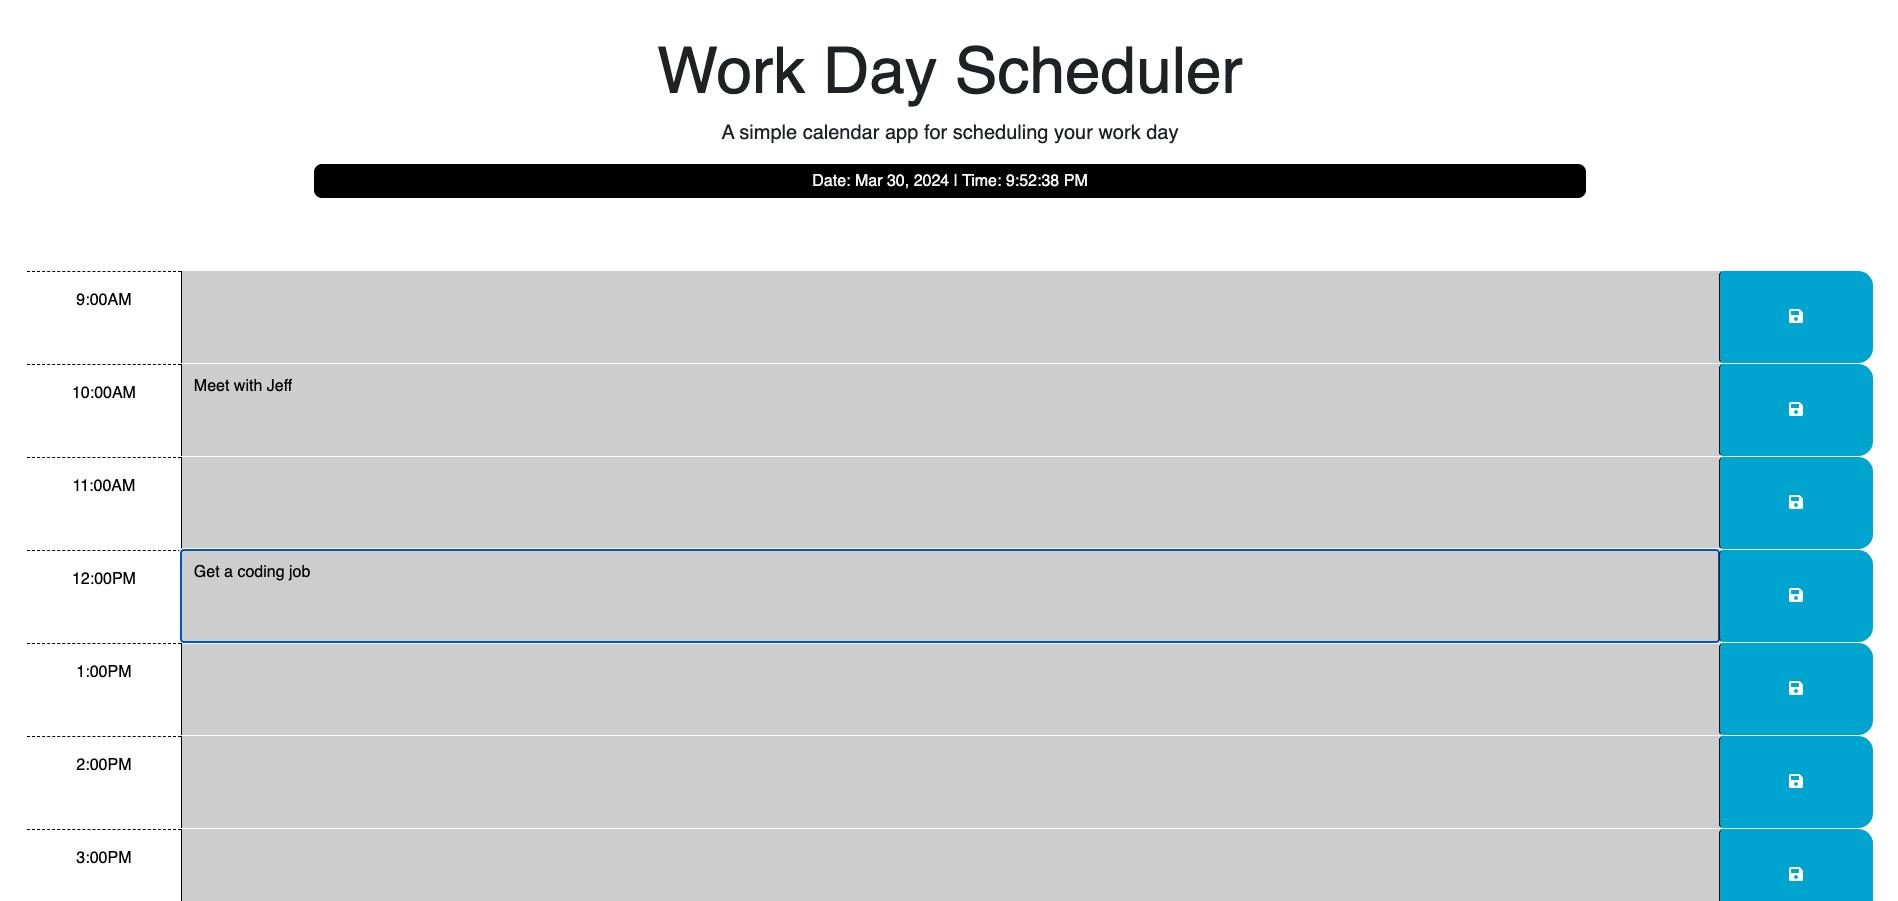 Work Day Scheduler
A simple calendar app for scheduling your work day
Date: Mar 30, 2024 | Time: 9:52:38 PM
9:00AM
10:00AM Meet with Jeff
11:00AM
12:00PM Get a coding job
1:00PM
2:00PM
3:00PM